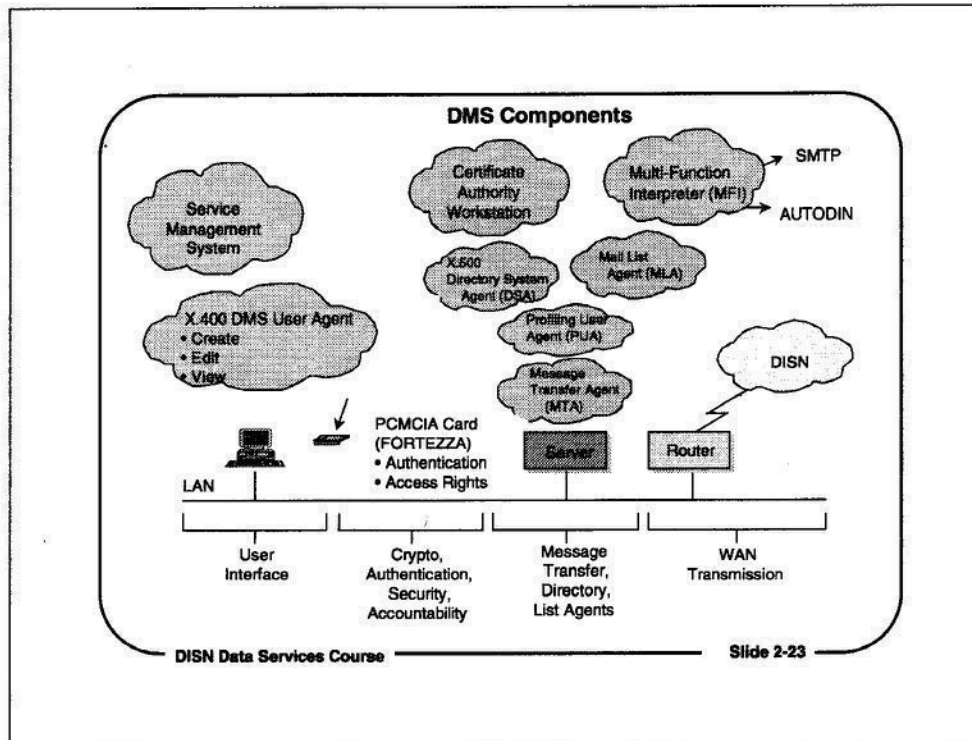 DMS Components
Service
Management
System
Certificate
Authority
Workstation
Multi-Function
Interpreter (MFI)
SMTP
AUTODIN
X.500
Directory System
Agent (DSA)
Mail List
Agent (MLA)
X.400 DMS User Agent
• Create
• Edit
• View
Profiling User
Agent (PUA)
Message
Transfer Agent
(MTA)
DISN
PCMCIA Card
(FORTEZZA)
• Authentication
• Access Rights
Server
Router
LAN
User
Interface
Crypto,
Authentication,
Security,
Accountability
Message
Transfer,
Directory,
List Agents
WAN
Transmission
DISN Data Services Course
Slide 2-23